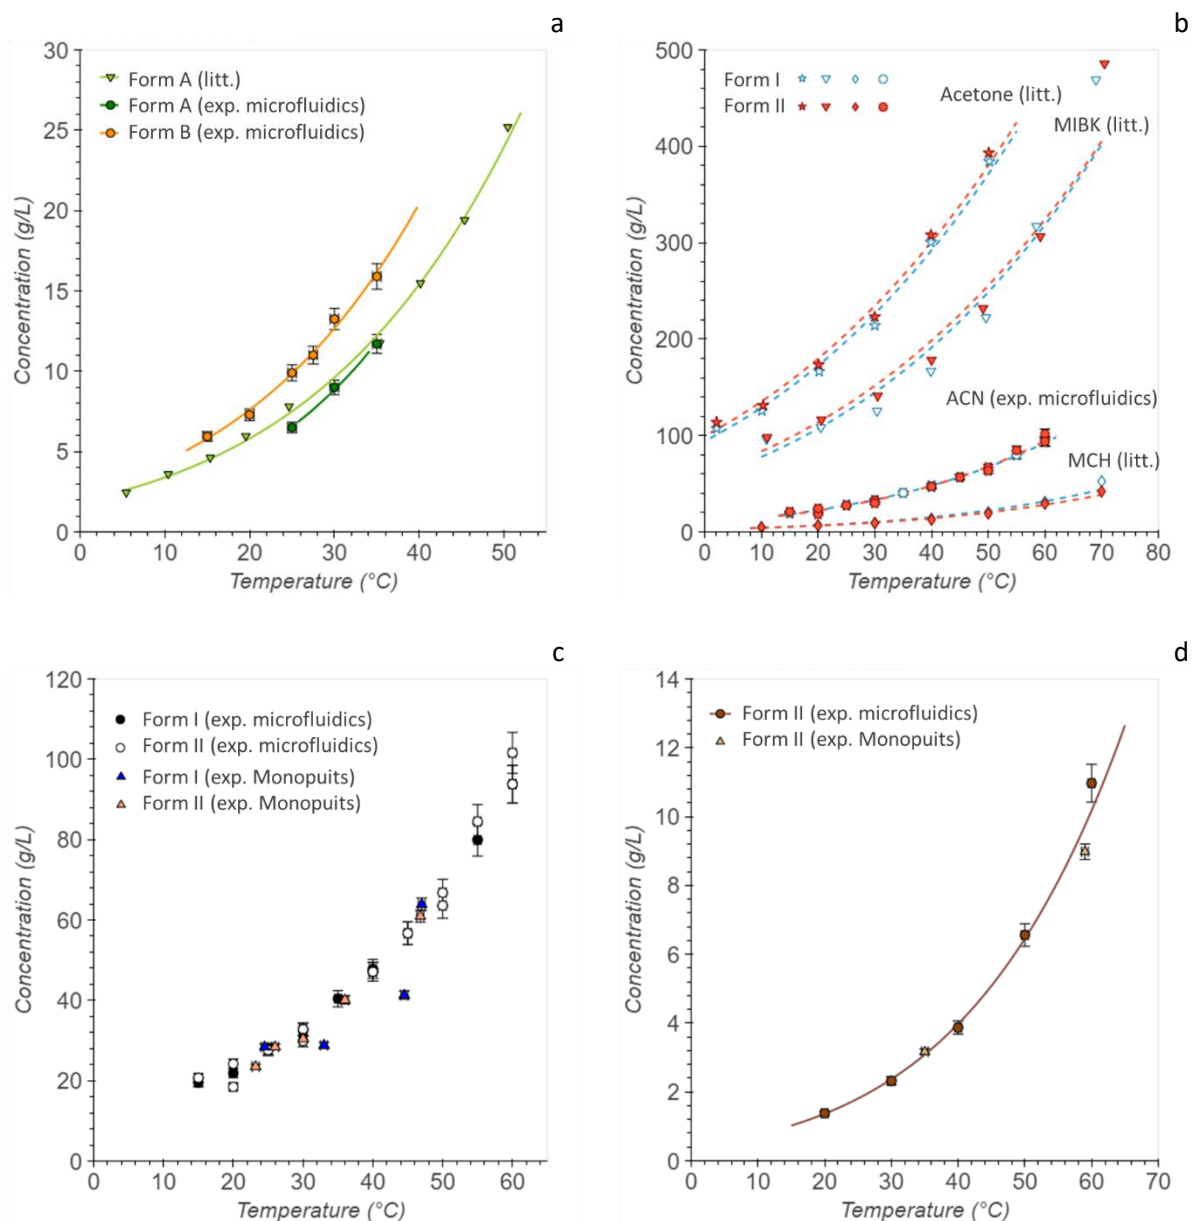 a
30
25
20
15
10
5
0
Concentration (g/L)
Form A (litt.)
Form A (exp. microfluidics)
Form B (exp. microfluidics)
0 10 20 30 40 50
Temperature (°C)
b
500
400
300
200
100
0
Concentration (g/L)
Form I
Form II
Acetone (litt.)
MIBK (litt.)
ACN (exp. microfluidics)
MCH (litt.)
0 10 20 30 40 50 60 70 80
Temperature (°C)
c
120
100
80
60
40
20
0
Concentration (g/L)
Form I (exp. microfluidics)
Form II (exp. microfluidics)
Form I (exp. Monopuits)
Form II (exp. Monopuits)
0 10 20 30 40 50 60
Temperature (°C)
d
14
12
10
8
6
4
2
0
Concentration (g/L)
Form II (exp. microfluidics)
Form II (exp. Monopuits)
0 10 20 30 40 50 60 70
Temperature (°C)